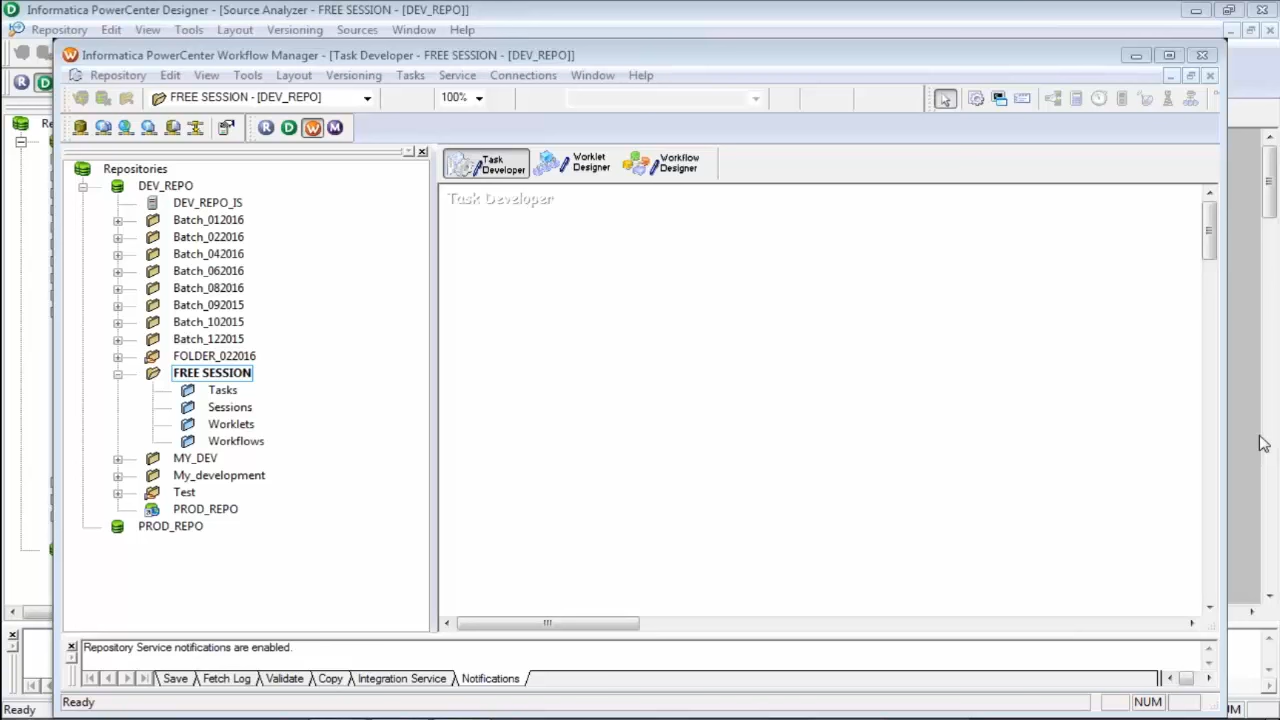 Informatica PowerCenter Designer - [Source Analyzer - FREE SESSION - [DEV_REPO]]
Repository Edit View Tools Layout Versioning Sources Window Help
Informatica PowerCenter Workflow Manager - [Task Developer - FREE SESSION - [DEV_REPO]]
Repository Edit View Tools Layout Versioning Tasks Service Connections Window Help
FREE SESSION - [DEV_REPO] 100%
R D W M
Repositories
DEV_REPO
DEV_REPO_IS
Batch_012016
Batch_022016
Batch_042016
Batch_062016
Batch_082016
Batch_092015
Batch_102015
Batch_122015
FOLDER_022016
FREE SESSION
Tasks
Sessions
Worklets
Workflows
MY_DEV
My_development
Test
PROD_REPO
PROD_REPO
Task Developer
Worklet Designer
Workflow Designer
Task Developer
Repository Service notifications are enabled.
Save Fetch Log Validate Copy Integration Service Notifications
Ready NUM
Ready